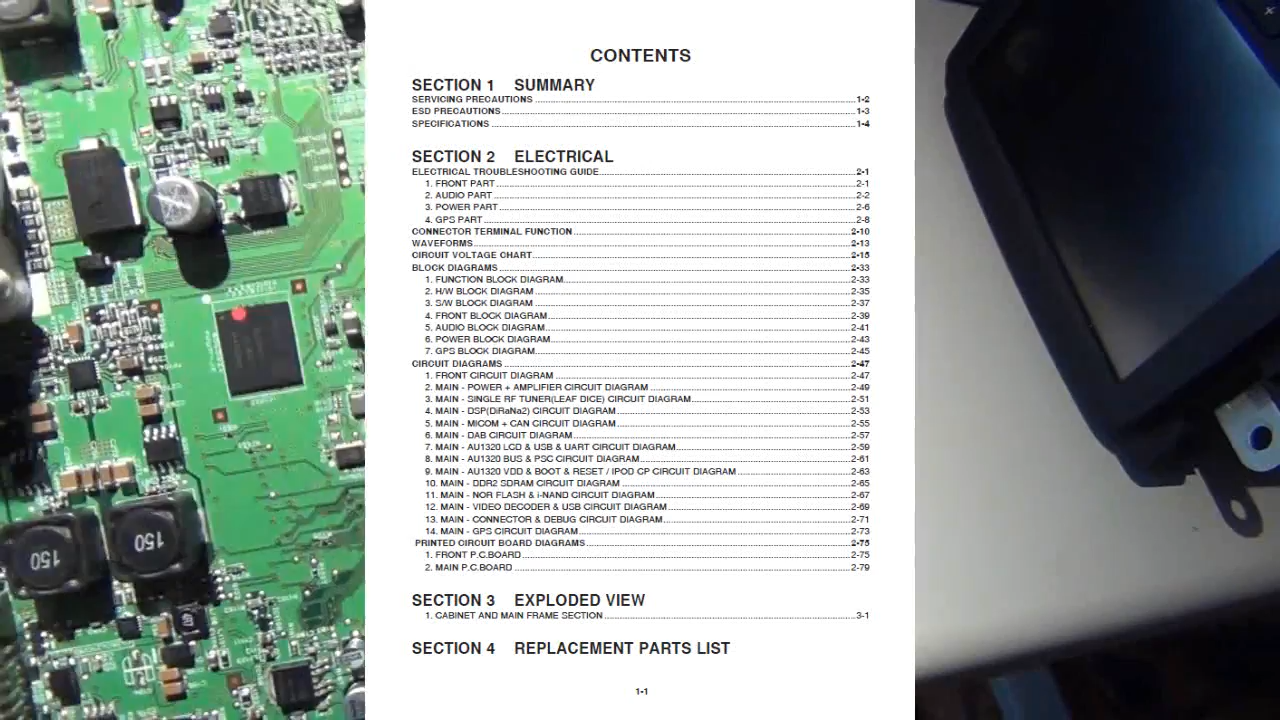 CONTENTS
SECTION 1 SUMMARY
SERVICING PRECAUTIONS ... 1-2
ESD PRECAUTIONS ... 1-3
SPECIFICATIONS ... 1-4
SECTION 2 ELECTRICAL
ELECTRICAL TROUBLESHOOTING GUIDE ... 2-1
1. FRONT PART ... 2-1
2. AUDIO PART ... 2-2
3. POWER PART ... 2-6
4. GPS PART ... 2-8
CONNECTOR TERMINAL FUNCTION ... 2-10
WAVEFORMS ... 2-13
CIRCUIT VOLTAGE CHART ... 2-15
BLOCK DIAGRAMS ... 2-33
1. FUNCTION BLOCK DIAGRAM ... 2-33
2. H/W BLOCK DIAGRAM ... 2-35
3. S/W BLOCK DIAGRAM ... 2-37
4. FRONT BLOCK DIAGRAM ... 2-39
5. AUDIO BLOCK DIAGRAM ... 2-41
6. POWER BLOCK DIAGRAM ... 2-43
7. GPS BLOCK DIAGRAM ... 2-45
CIRCUIT DIAGRAMS ... 2-47
1. FRONT CIRCUIT DIAGRAM ... 2-47
2. MAIN - POWER + AMPLIFIER CIRCUIT DIAGRAM ... 2-49
3. MAIN - SINGLE RF TUNER(LEAF DICE) CIRCUIT DIAGRAM ... 2-51
4. MAIN - DSP(DiRaNa2) CIRCUIT DIAGRAM ... 2-53
5. MAIN - MICOM + CAN CIRCUIT DIAGRAM ... 2-55
6. MAIN - DAB CIRCUIT DIAGRAM ... 2-57
7. MAIN - AU1320 LCD & USB & UART CIRCUIT DIAGRAM ... 2-59
8. MAIN - AU1320 BUS & PSC CIRCUIT DIAGRAM ... 2-61
9. MAIN - AU1320 VDD & BOOT & RESET / IPOD CP CIRCUIT DIAGRAM ... 2-63
10. MAIN - DDR2 SDRAM CIRCUIT DIAGRAM ... 2-65
11. MAIN - NOR FLASH & i-NAND CIRCUIT DIAGRAM ... 2-67
12. MAIN - VIDEO DECODER & USB CIRCUIT DIAGRAM ... 2-69
13. MAIN - CONNECTOR & DEBUG CIRCUIT DIAGRAM ... 2-71
14. MAIN - GPS CIRCUIT DIAGRAM ... 2-73
PRINTED CIRCUIT BOARD DIAGRAMS ... 2-75
1. FRONT P.C.BOARD ... 2-75
2. MAIN P.C.BOARD ... 2-79
SECTION 3 EXPLODED VIEW
1. CABINET AND MAIN FRAME SECTION ... 3-1
SECTION 4 REPLACEMENT PARTS LIST
1-1
150
150